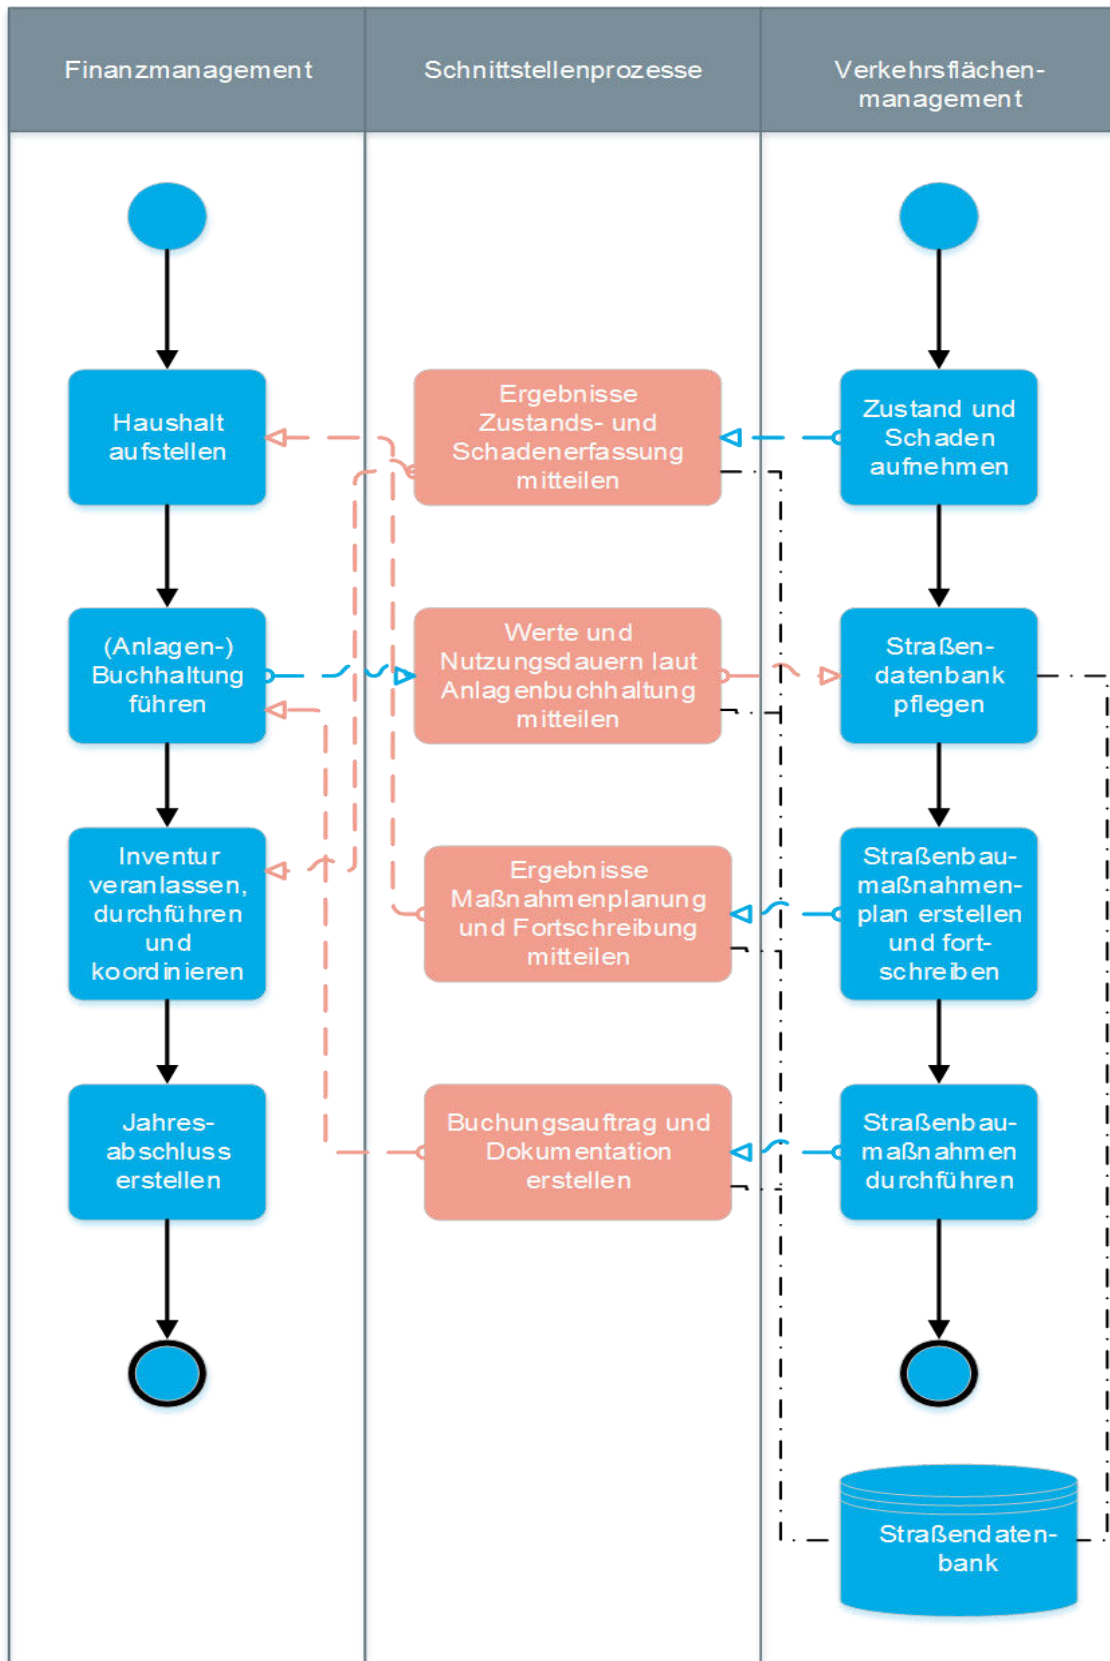 Finanzmanagement
Schnittstellenprozesse
Verkehrsflächen-
management
Haushalt
aufstellen
Ergebnisse
Zustands- und
Schadenerfassung
mitteilen
Zustand und
Schaden
aufnehmen
(Anlagen-)
Buchhaltung
führen
Werte und
Nutzungsdauern laut
Anlagenbuchhaltung
mitteilen
Straßen-
datenbank
pflegen
Inventur
veranlassen,
durchführen
und
koordinieren
Ergebnisse
Maßnahmenplanung
und Fortschreibung
mitteilen
Straßenbau-
maßnahmen-
plan erstellen
und fort-
schreiben
Jahres-
abschluss
erstellen
Buchungsauftrag und
Dokumentation
erstellen
Straßenbau-
maßnahmen
durchführen
Straßendaten-
bank